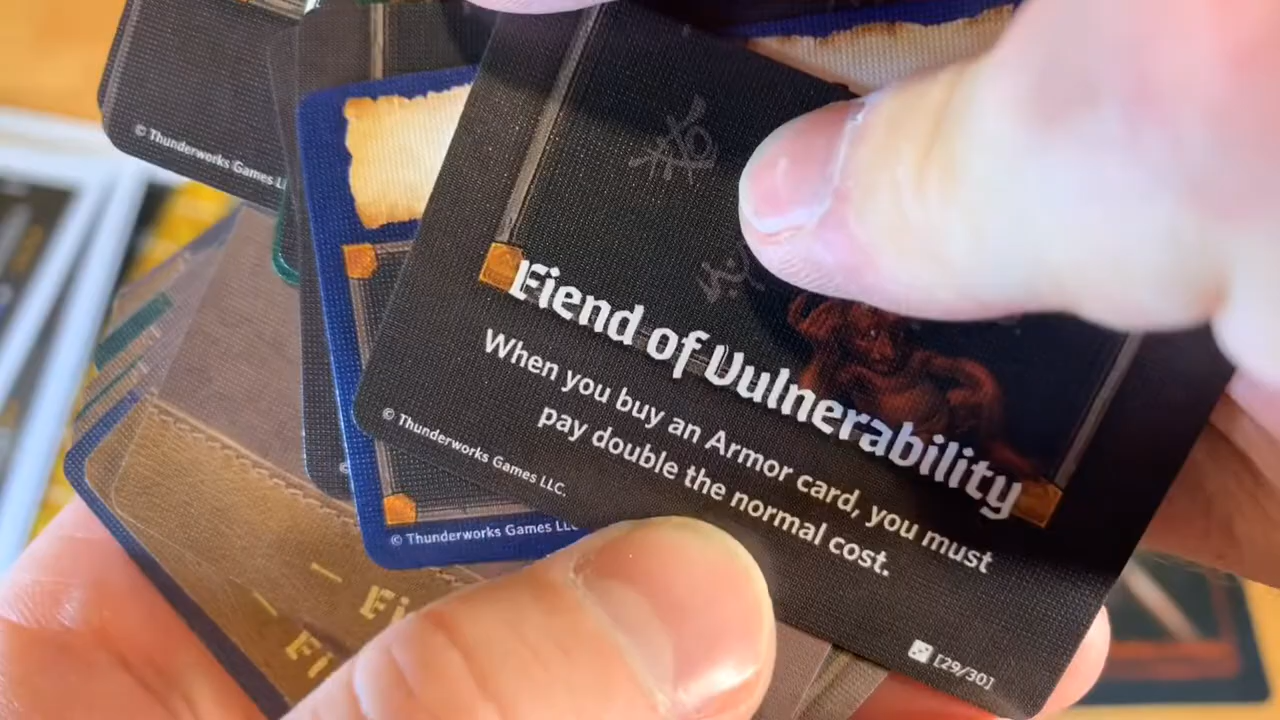 © Thunderworks Games LL
Fiend of Vulnerability
When you buy an Armor card, you must
pay double the normal cost.
© Thunderworks Games LLC.
[29/30]
© Thunderworks Games LLC